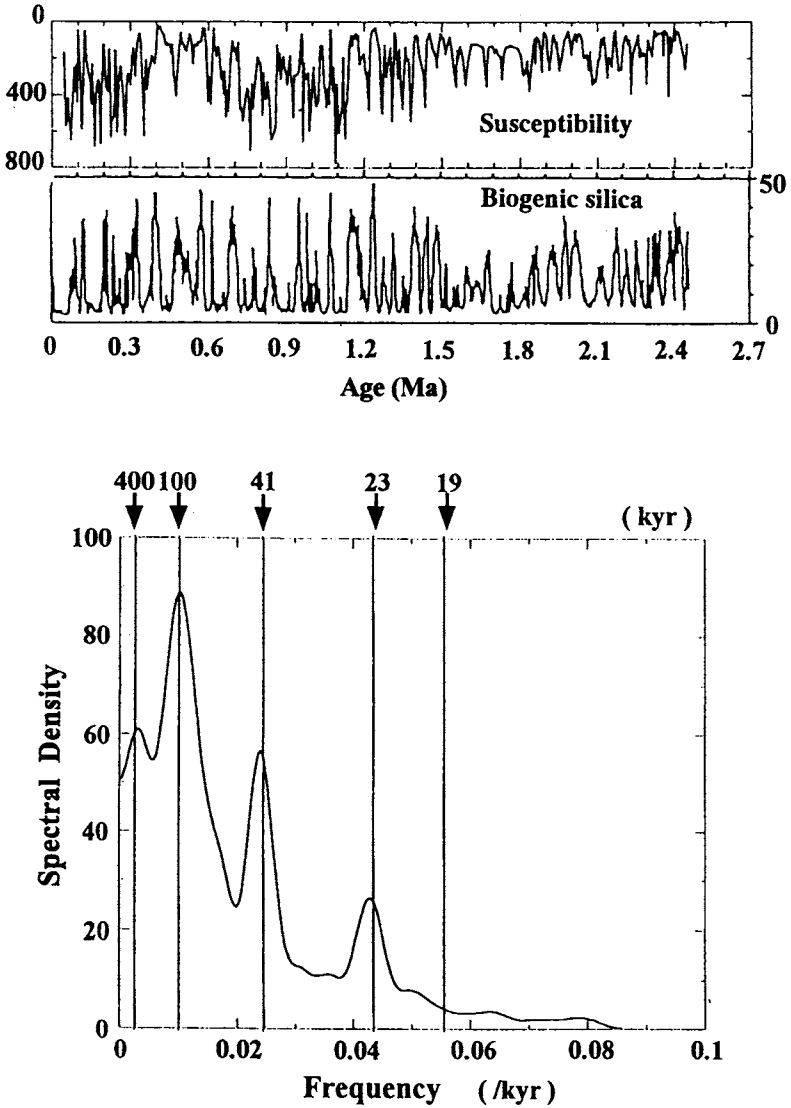 0
400
800
Susceptibility
Biogenic silica
50
0
0 0.3 0.6 0.9 1.2 1.5 1.8 2.1 2.4 2.7
Age (Ma)
400 100 41 23 19
( kyr )
100
80
60
40
20
0
Spectral Density
0 0.02 0.04 0.06 0.08 0.1
Frequency ( /kyr )